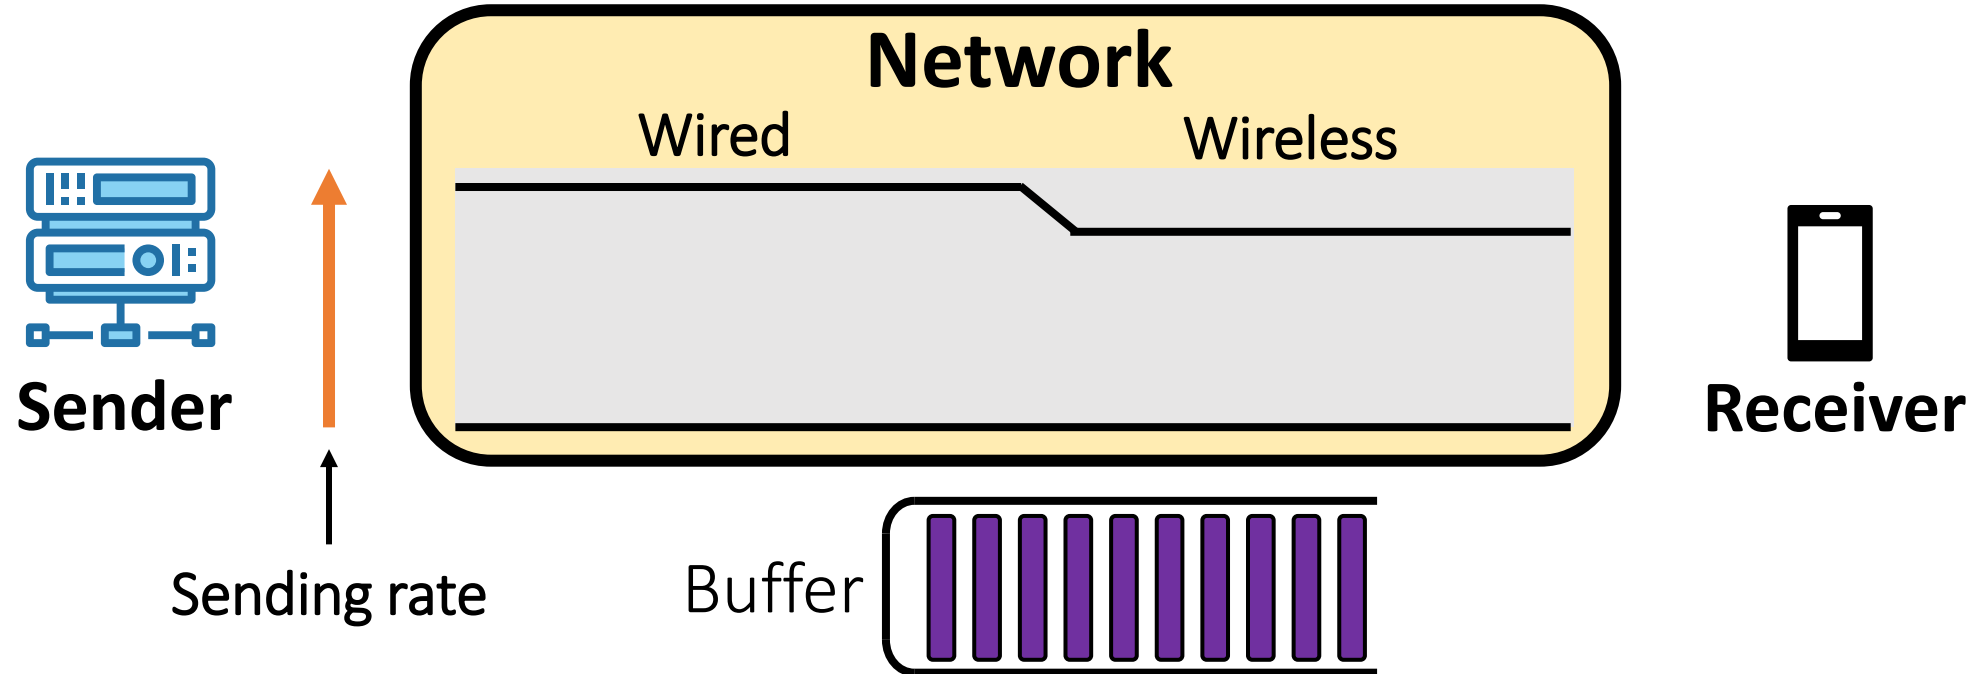 Network
Wired
Wireless
Sender
Receiver
Sending rate
Buffer